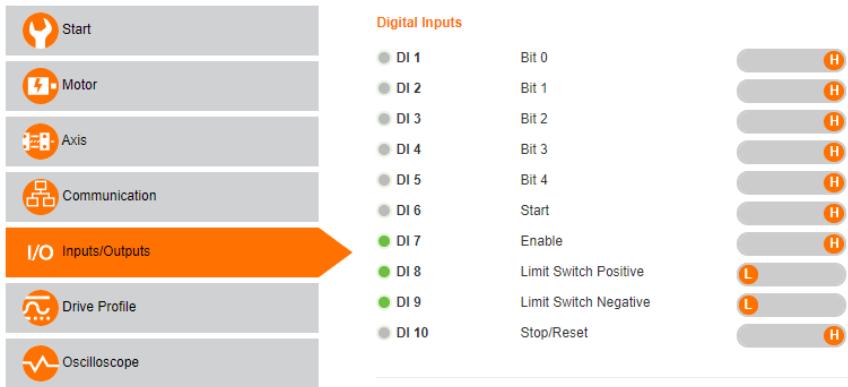 Start
Motor
Axis
Communication
I/O Inputs/Outputs
Drive Profile
Oscilloscope
Digital Inputs
DI 1 Bit 0 H
DI 2 Bit 1 H
DI 3 Bit 2 H
DI 4 Bit 3 H
DI 5 Bit 4 H
DI 6 Start H
DI 7 Enable H
DI 8 Limit Switch Positive L
DI 9 Limit Switch Negative L
DI 10 Stop/Reset H